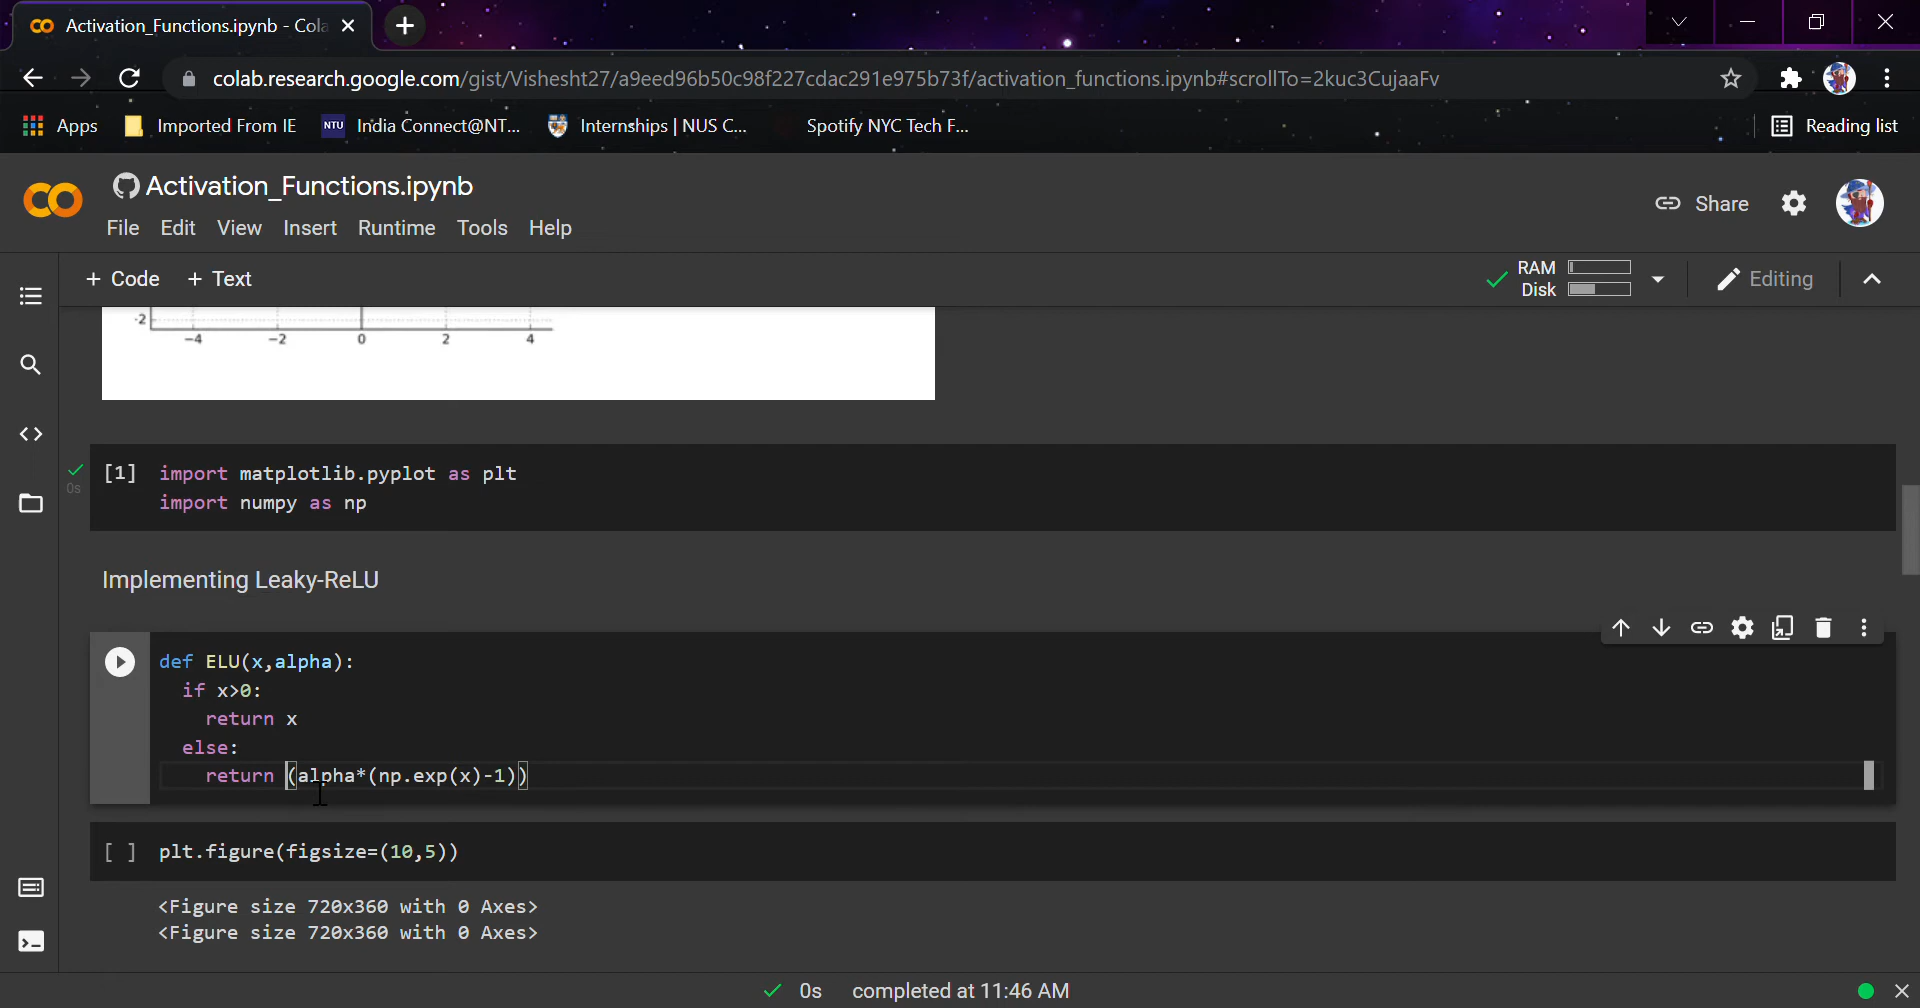 Activation_Functions.ipynb - Cola
colab.research.google.com/gist/Vishesht27/a9eed96b50c98f227cdac291e975b73f/activation_functions.ipynb#scrollTo=2kuc3CujaaFv
Apps
Imported From IE
NTU India Connect@NT...
Internships | NUS C...
Spotify NYC Tech F...
Reading list
Activation_Functions.ipynb
Share
File Edit View Insert Runtime Tools Help
+ Code + Text
RAM
Disk
Editing
-2
−4 −2 0 2 4
[1] import matplotlib.pyplot as plt
0s
import numpy as np
Implementing Leaky-ReLU
def ELU(x,alpha):
if x>0:
return x
else:
return (alpha*(np.exp(x)-1))
[ ] plt.figure(figsize=(10,5))
<Figure size 720x360 with 0 Axes>
<Figure size 720x360 with 0 Axes>
0s completed at 11:46 AM